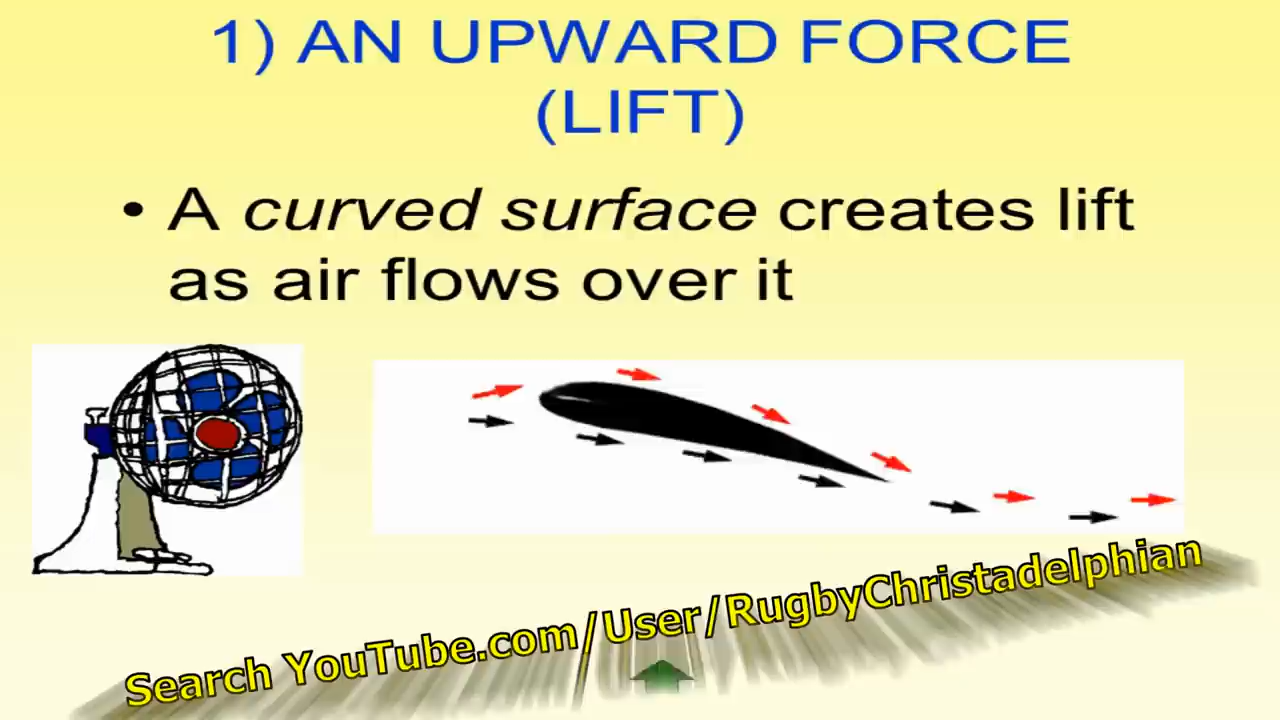 1) AN UPWARD FORCE
(LIFT)
• A curved surface creates lift
as air flows over it
Search YouTube.com/User/RugbyChristadelphian